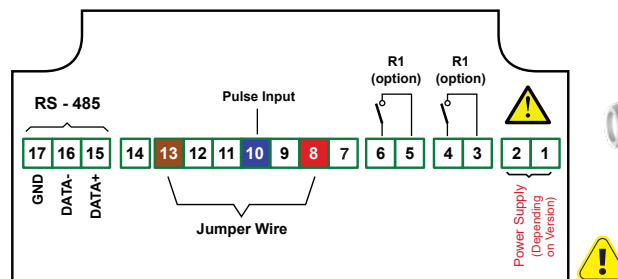 R1
(option)
R1
(option)
RS - 485
Pulse Input
17 16 15 14 13 12 11 10 9 8 7 6 5 4 3 2 1
GND
DATA-
DATA+
Jumper Wire
Power Supply
(Depending
on Version)